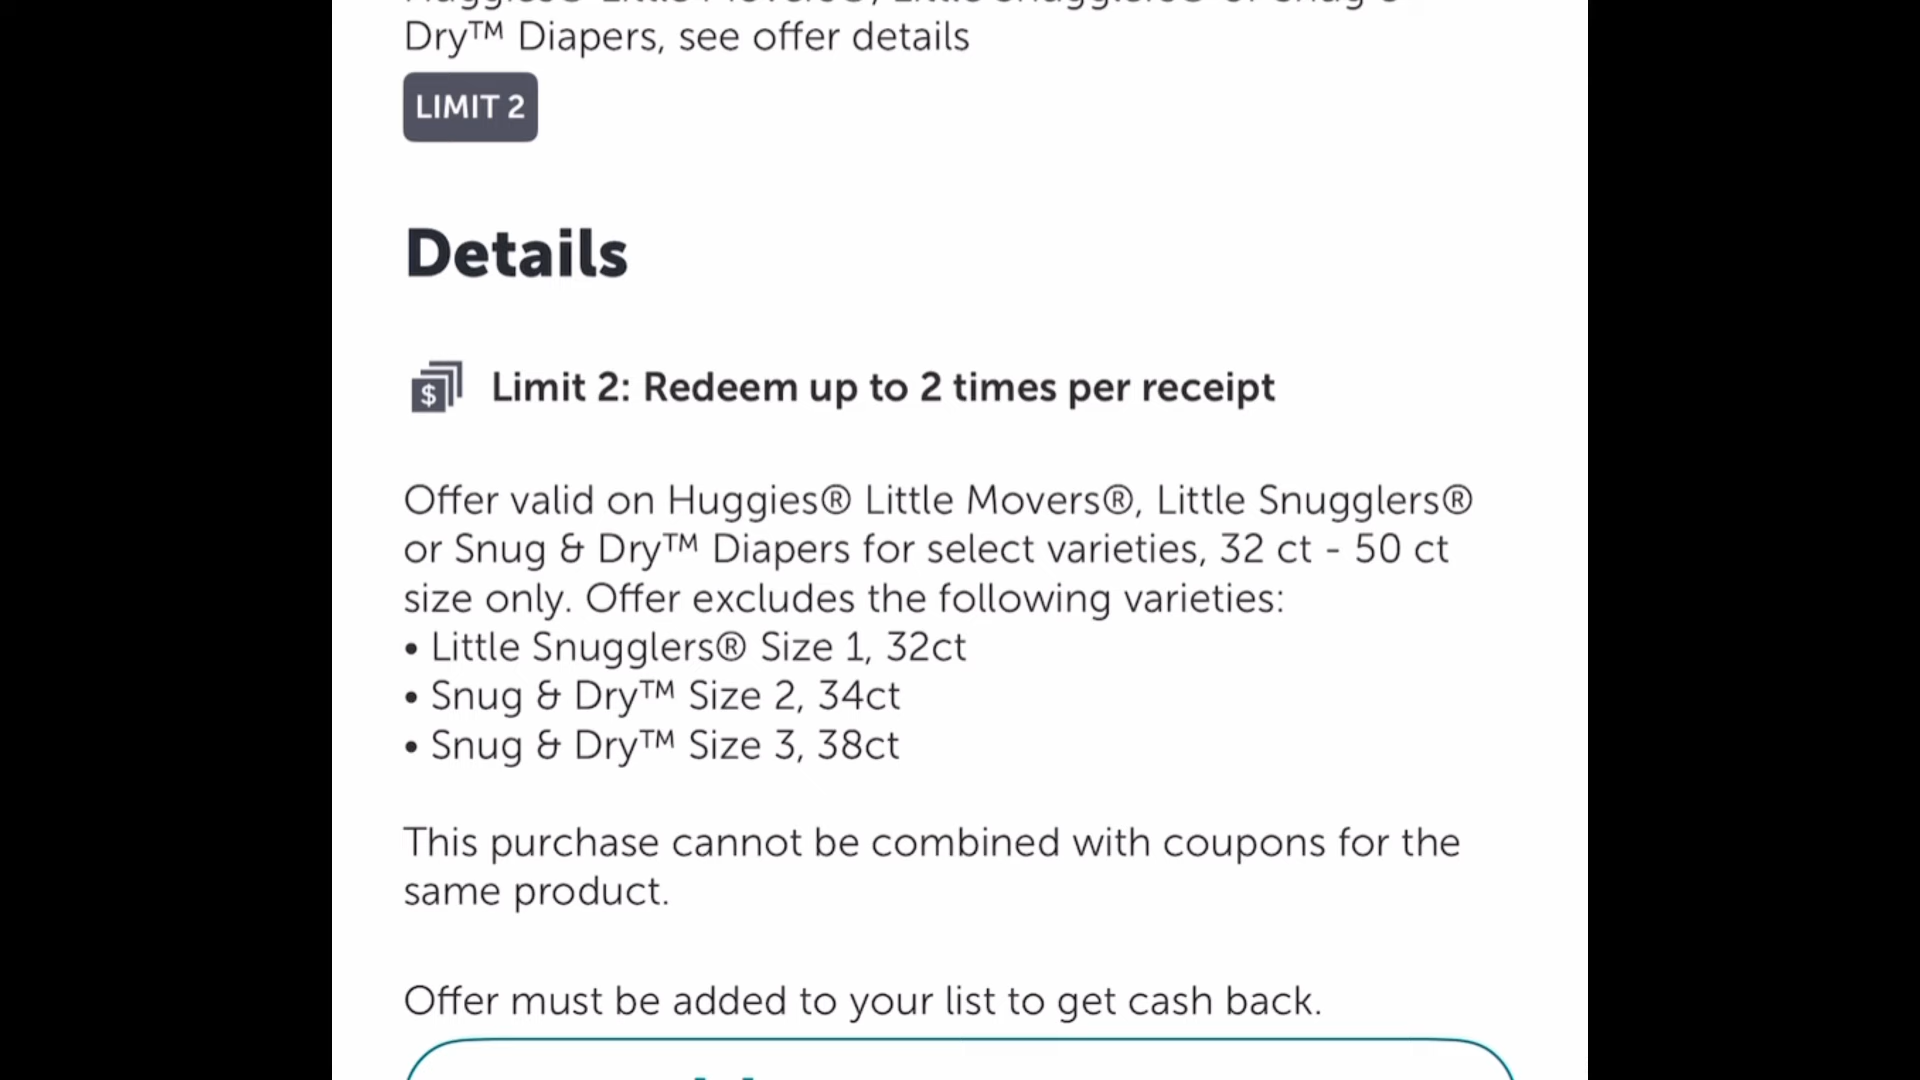 Dry™ Diapers, see offer details
LIMIT 2
Details
$ Limit 2: Redeem up to 2 times per receipt
Offer valid on Huggies® Little Movers®, Little Snugglers®
or Snug & Dry™ Diapers for select varieties, 32 ct - 50 ct
size only. Offer excludes the following varieties:
• Little Snugglers® Size 1, 32ct
• Snug & Dry™ Size 2, 34ct
• Snug & Dry™ Size 3, 38ct
This purchase cannot be combined with coupons for the
same product.
Offer must be added to your list to get cash back.